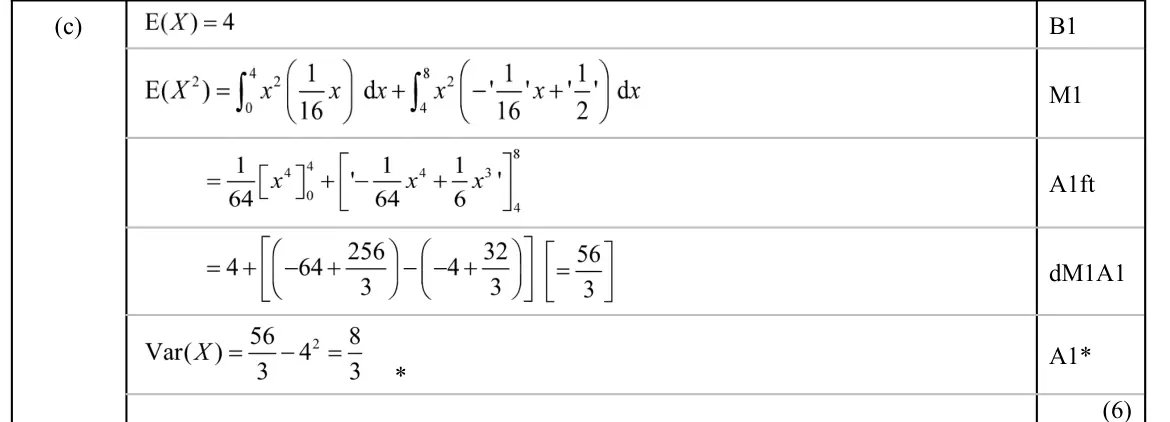 (c) E(X) = 4 B1
E(X²) = ∫₀⁴ x² (1/16 x) dx + ∫₄⁸ x² (−'1/16'x + '1/2') dx M1
= 1/64 [x⁴]₀⁴ + ['−1/64 x⁴ + 1/6 x³']₄⁸ A1ft
= 4 + [(−64 + 256/3) − (−4 + 32/3)] [= 56/3] dM1A1
Var(X) = 56/3 − 4² = 8/3 * A1*
(6)